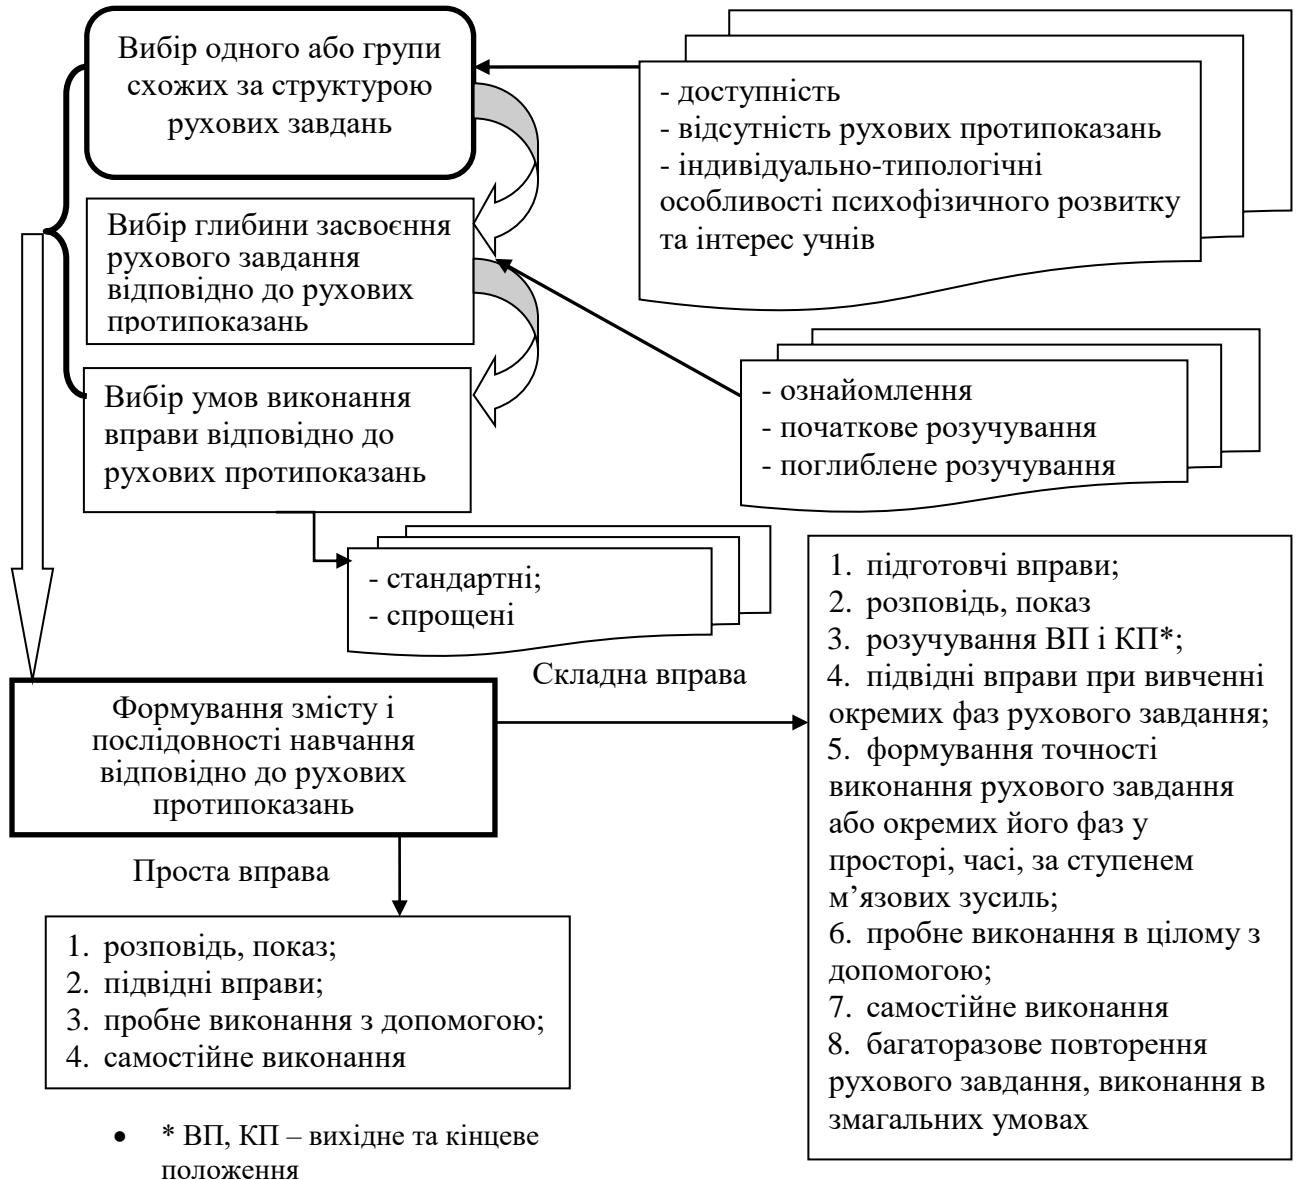 Вибір одного або групи
схожих за структурою
рухових завдань
- доступність
- відсутність рухових протипоказань
- індивідуально-типологічні
особливості психофізичного розвитку
та інтерес учнів
Вибір глибини засвоєння
рухового завдання
відповідно до рухових
протипоказань
- ознайомлення
- початкове розучування
- поглиблене розучування
Вибір умов виконання
вправи відповідно до
рухових протипоказань
- стандартні;
- спрощені
Складна вправа
Формування змісту і
послідовності навчання
відповідно до рухових
протипоказань
1. підготовчі вправи;
2. розповідь, показ
3. розучування ВП і КП*;
4. підвідні вправи при вивченні
окремих фаз рухового завдання;
5. формування точності
виконання рухового завдання
або окремих його фаз у
просторі, часі, за ступенем
м’язових зусиль;
6. пробне виконання в цілому з
допомогою;
7. самостійне виконання
8. багаторазове повторення
рухового завдання, виконання в
змагальних умовах
Проста вправа
1. розповідь, показ;
2. підвідні вправи;
3. пробне виконання з допомогою;
4. самостійне виконання
• * ВП, КП – вихідне та кінцеве
положення